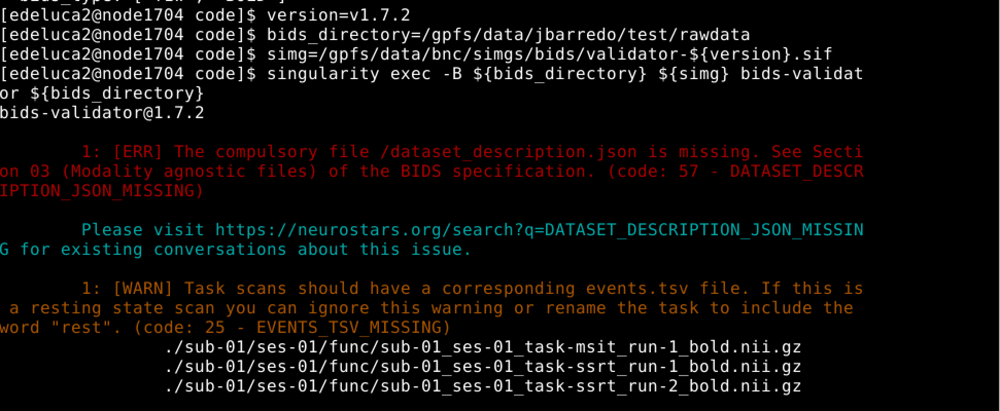 [edeluca2@node1704 code]$ version=v1.7.2
[edeluca2@node1704 code]$ bids_directory=/gpfs/data/jbarredo/test/rawdata
[edeluca2@node1704 code]$ simg=/gpfs/data/bnc/simgs/bids/validator-${version}.sif
[edeluca2@node1704 code]$ singularity exec -B ${bids_directory} ${simg} bids-validat
or ${bids_directory}
bids-validator@1.7.2
1: [ERR] The compulsory file /dataset_description.json is missing. See Secti
on 03 (Modality agnostic files) of the BIDS specification. (code: 57 - DATASET_DESCR
IPTION_JSON_MISSING)
Please visit https://neurostars.org/search?q=DATASET_DESCRIPTION_JSON_MISSIN
G for existing conversations about this issue.
1: [WARN] Task scans should have a corresponding events.tsv file. If this is
a resting state scan you can ignore this warning or rename the task to include the
word "rest". (code: 25 - EVENTS_TSV_MISSING)
./sub-01/ses-01/func/sub-01_ses-01_task-msit_run-1_bold.nii.gz
./sub-01/ses-01/func/sub-01_ses-01_task-ssrt_run-1_bold.nii.gz
./sub-01/ses-01/func/sub-01_ses-01_task-ssrt_run-2_bold.nii.gz